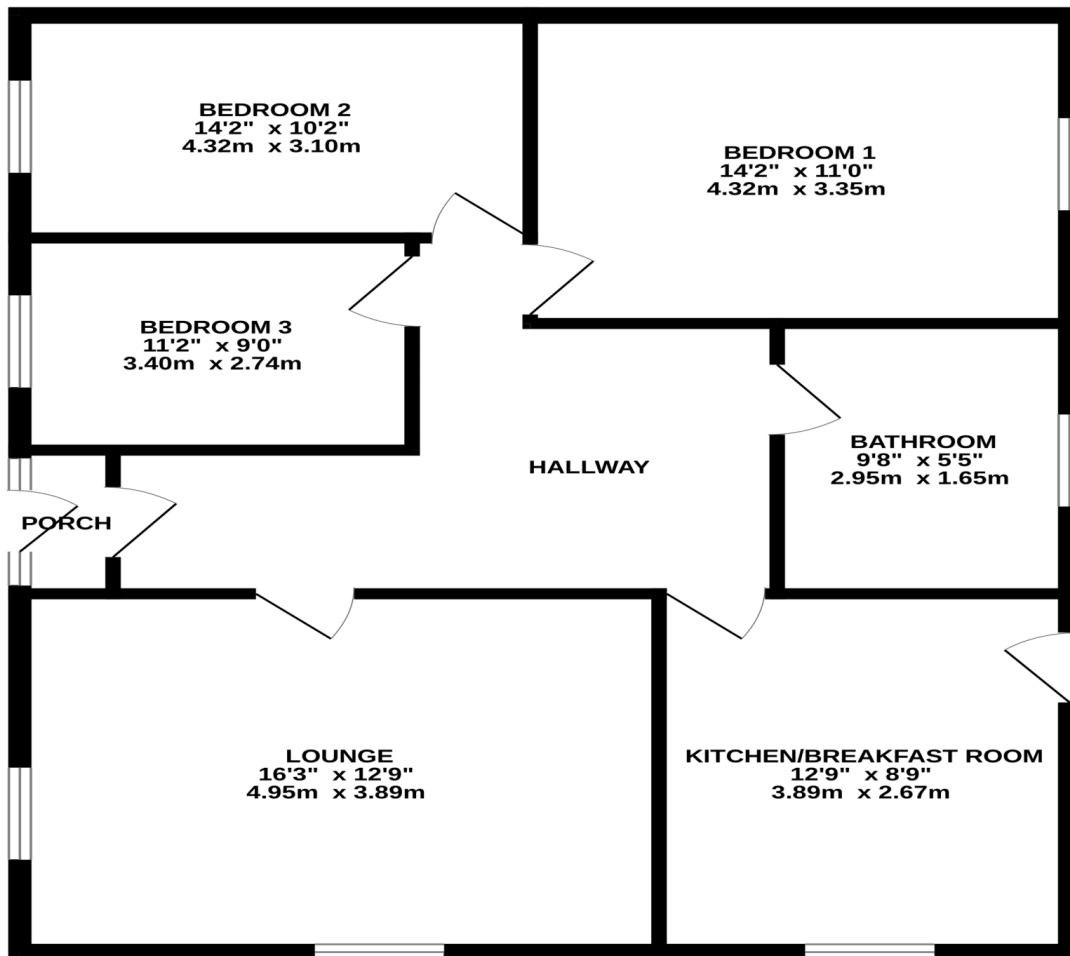 BEDROOM 2
14'2" x 10'2"
4.32m x 3.10m
BEDROOM 1
14'2" x 11'0"
4.32m x 3.35m
BEDROOM 3
11'2" x 9'0"
3.40m x 2.74m
BATHROOM
9'8" x 5'5"
2.95m x 1.65m
HALLWAY
PORCH
LOUNGE
16'3" x 12'9"
4.95m x 3.89m
KITCHEN/BREAKFAST ROOM
12'9" x 8'9"
3.89m x 2.67m